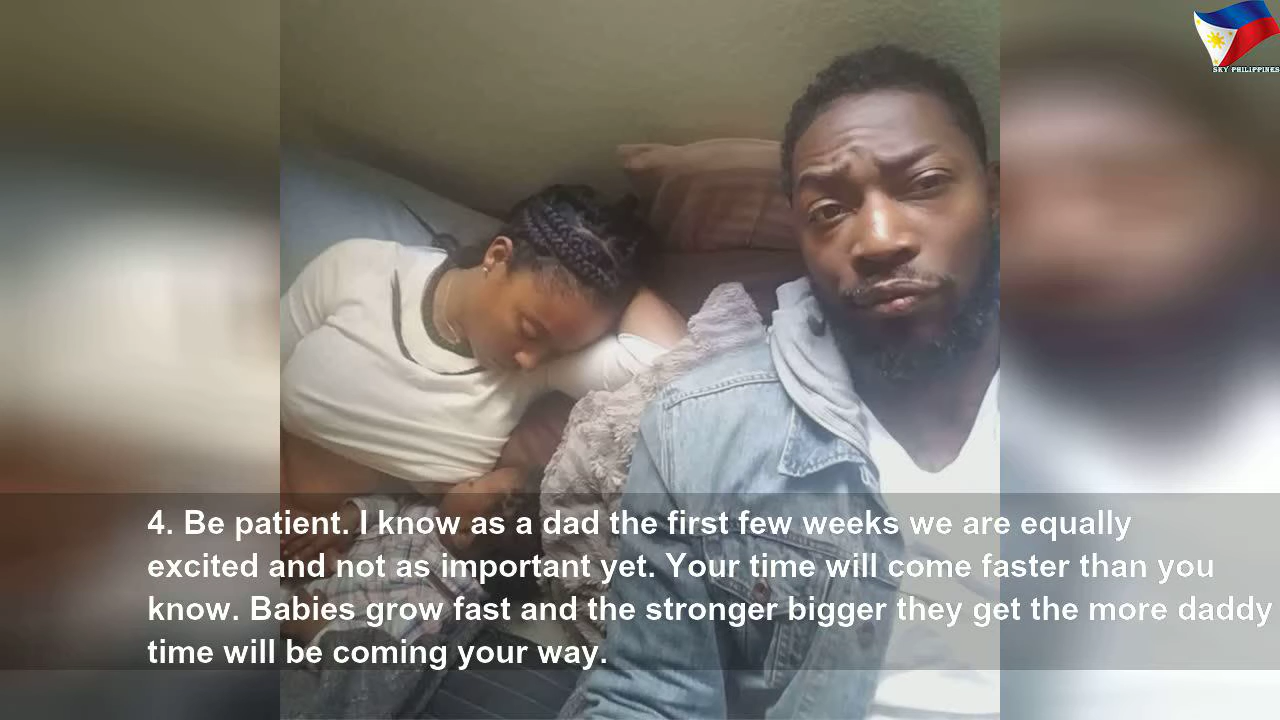 SKY PHILIPPINES
4. Be patient. I know as a dad the first few weeks we are equally
excited and not as important yet. Your time will come faster than you
know. Babies grow fast and the stronger bigger they get the more daddy
time will be coming your way.